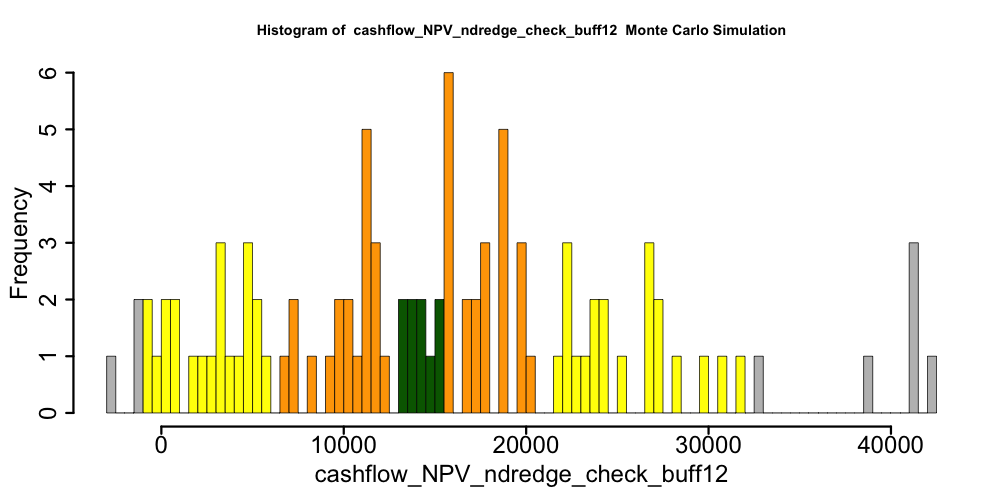 Histogram of  cashflow_NPV_ndredge_check_buff12  Monte Carlo Simulation
Frequency
6
5
4
3
2
1
0
0 10000 20000 30000 40000
cashflow_NPV_ndredge_check_buff12